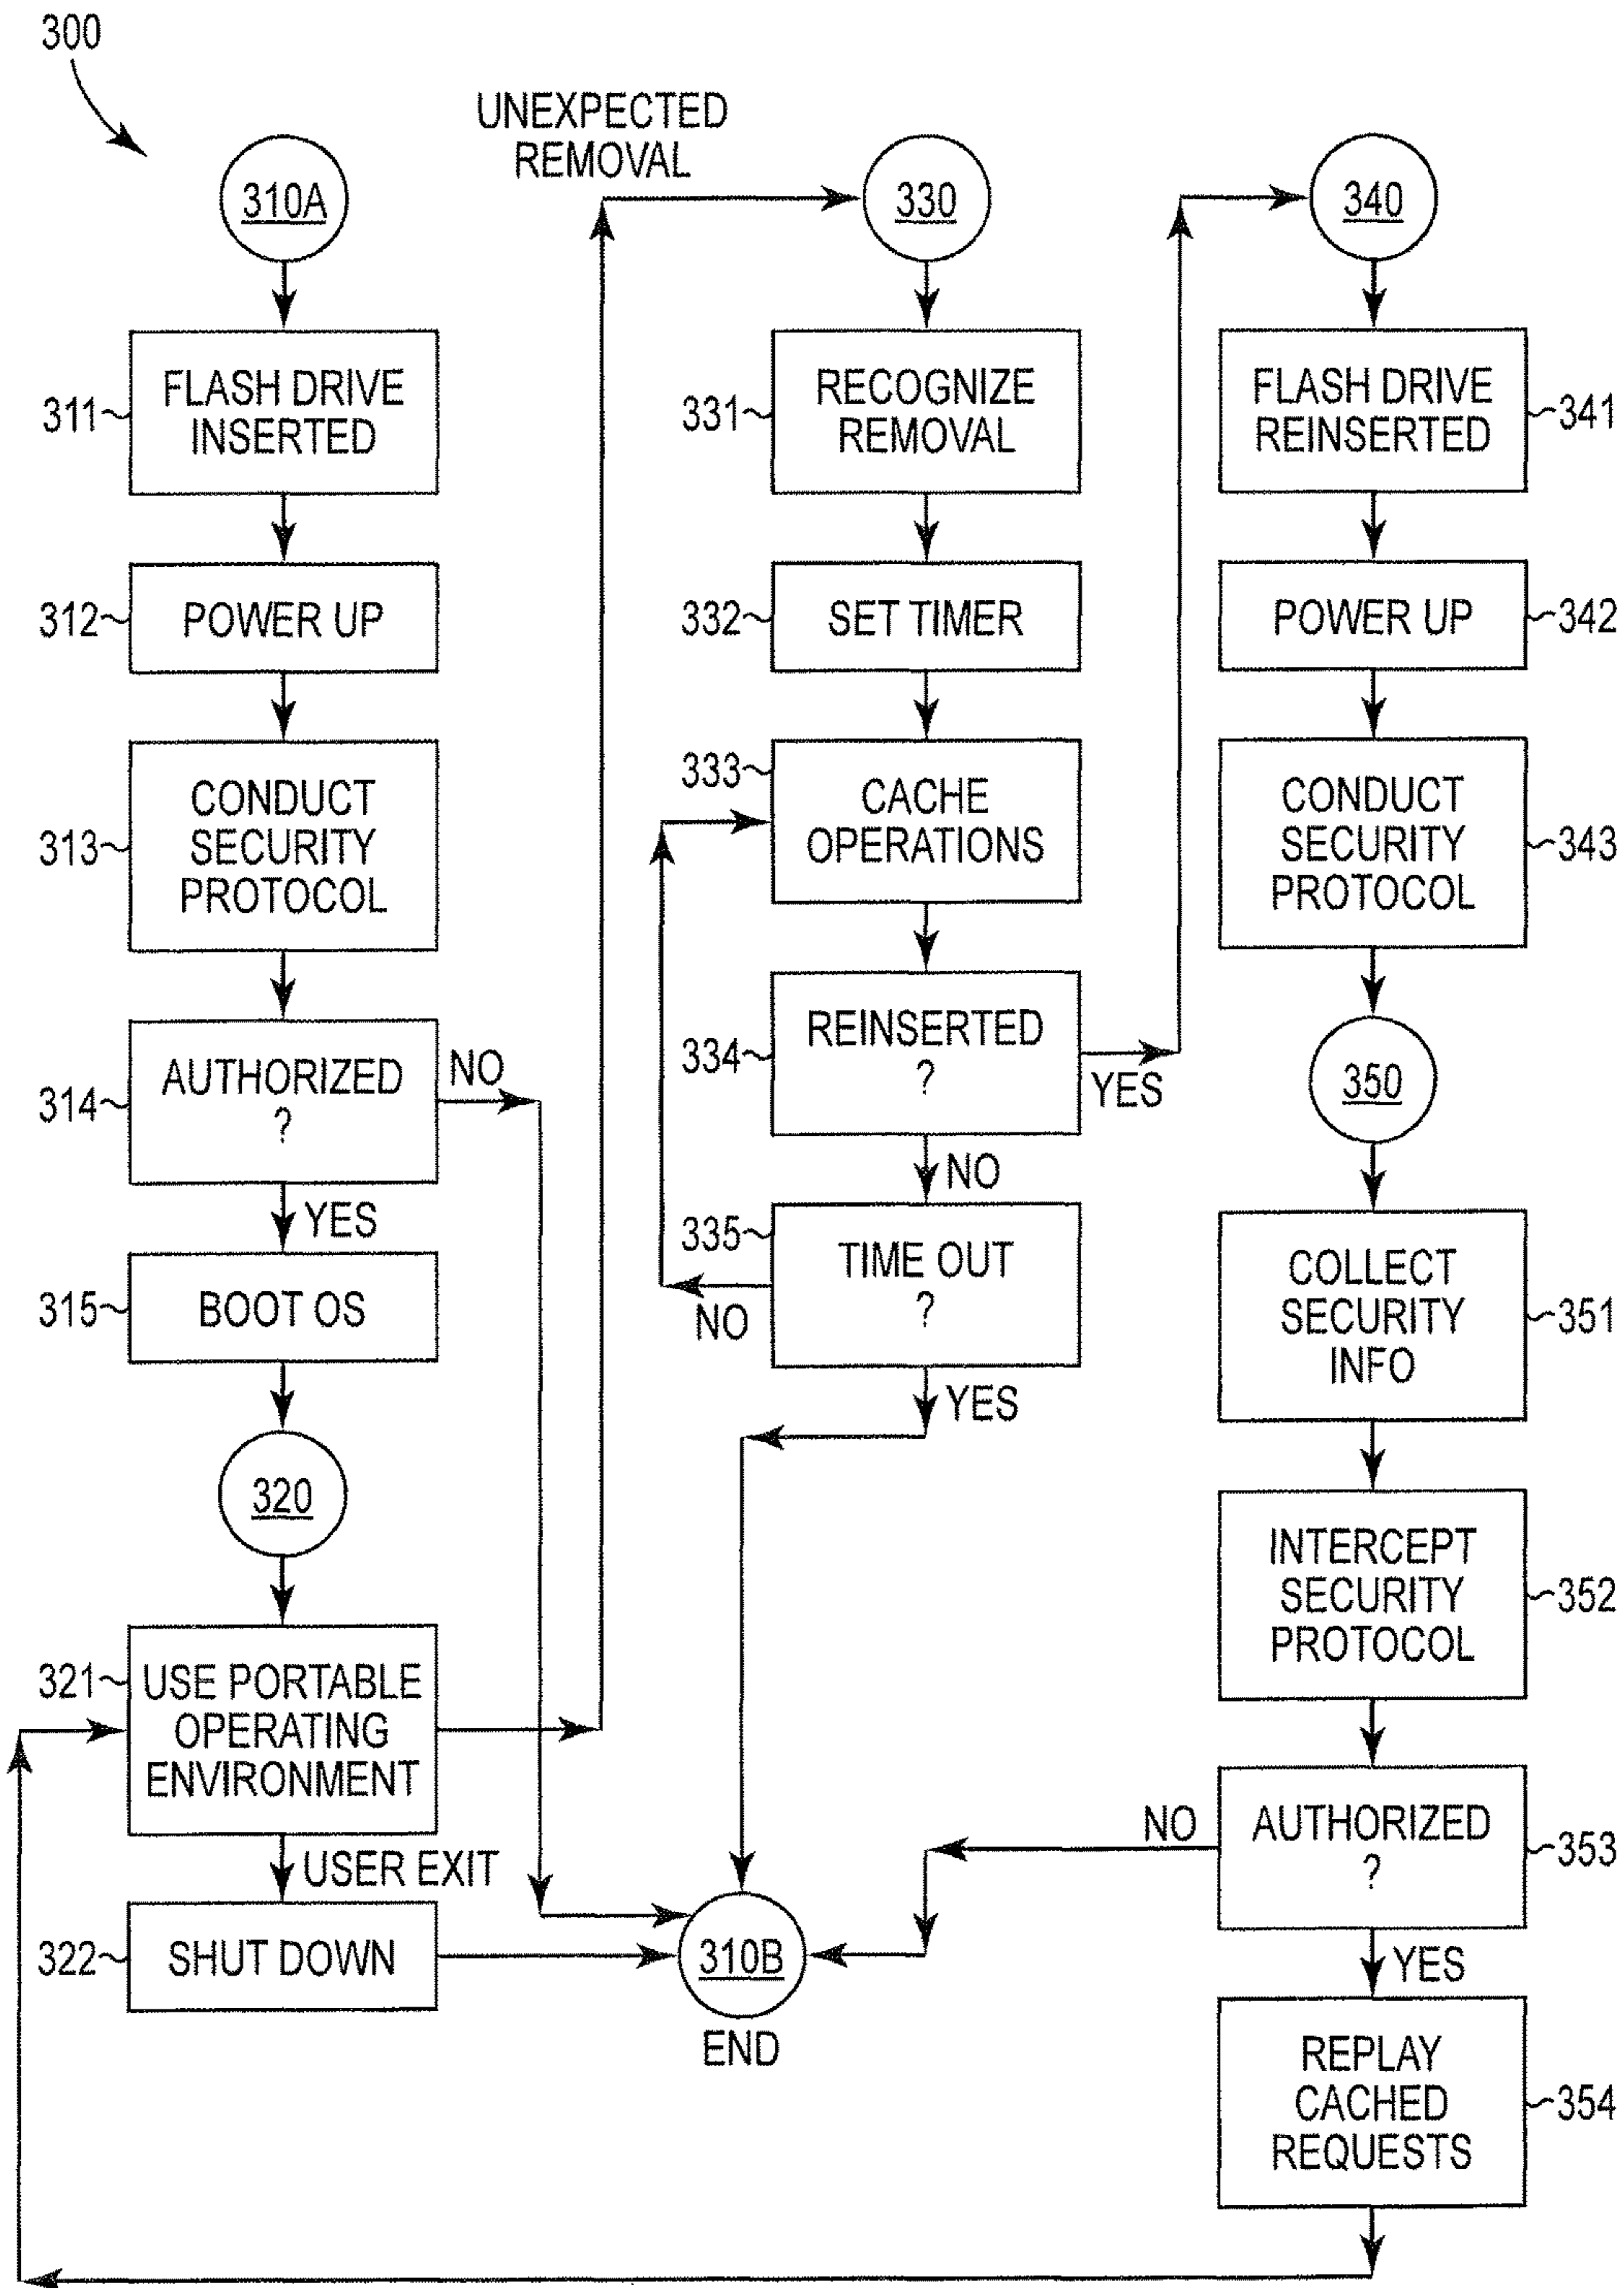 300
UNEXPECTED
REMOVAL
310A
311
FLASH DRIVE
INSERTED
312
POWER UP
313
CONDUCT
SECURITY
PROTOCOL
314
AUTHORIZED
?
NO
YES
315
BOOT OS
320
321
USE PORTABLE
OPERATING
ENVIRONMENT
USER EXIT
322
SHUT DOWN
330
331
RECOGNIZE
REMOVAL
332
SET TIMER
333
CACHE
OPERATIONS
334
REINSERTED
?
YES
NO
335
TIME OUT
?
NO
YES
310B
END
340
FLASH DRIVE
REINSERTED
341
POWER UP
342
CONDUCT
SECURITY
PROTOCOL
343
350
COLLECT
SECURITY
INFO
351
INTERCEPT
SECURITY
PROTOCOL
352
NO
AUTHORIZED
?
353
YES
REPLAY
CACHED
REQUESTS
354